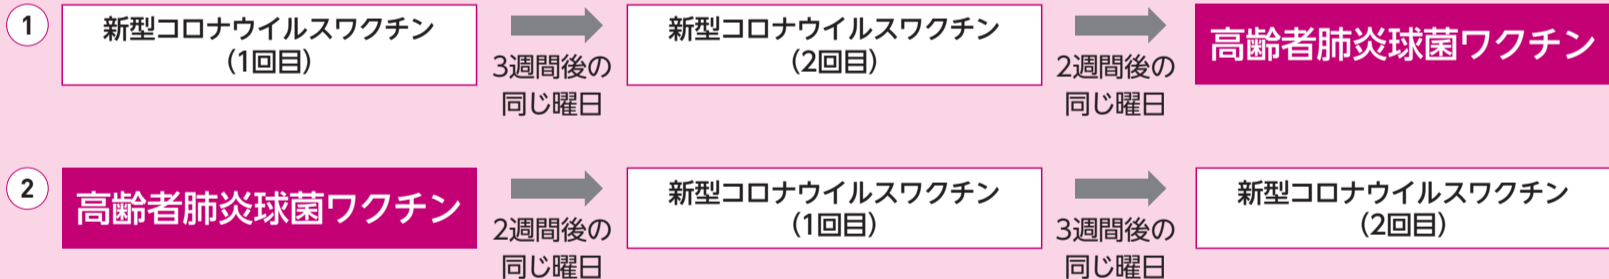 1
新型コロナウイルスワクチン
(1回目)
3週間後の
同じ曜日
新型コロナウイルスワクチン
(2回目)
2週間後の
同じ曜日
高齢者肺炎球菌ワクチン
2
高齢者肺炎球菌ワクチン
2週間後の
同じ曜日
新型コロナウイルスワクチン
(1回目)
3週間後の
同じ曜日
新型コロナウイルスワクチン
(2回目)